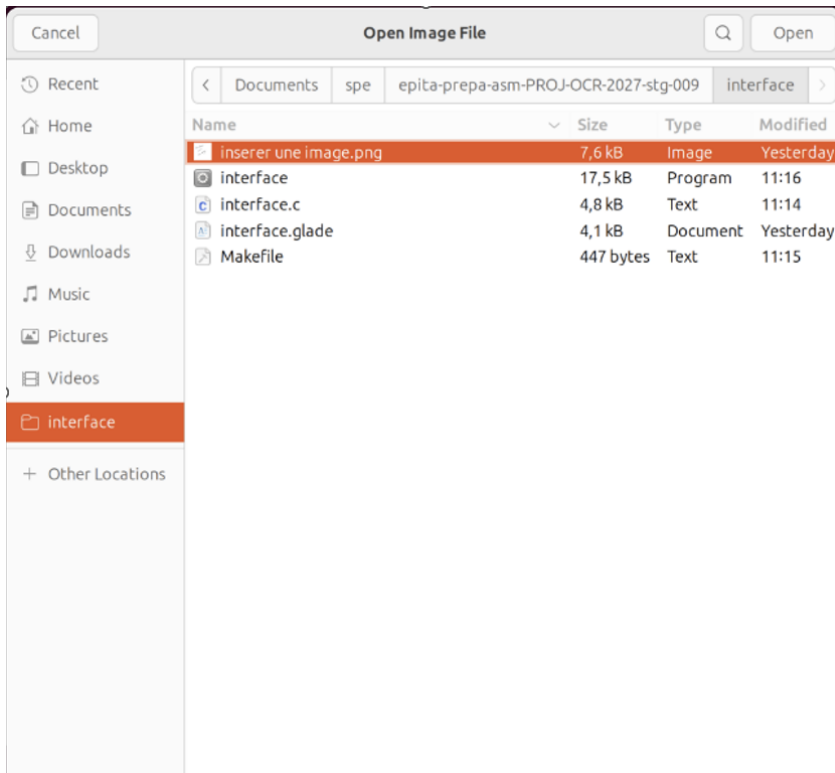 Cancel Open Image File Open
Recent
Home
Desktop
Documents
Downloads
Music
Pictures
Videos
interface
Other Locations
Documents spe epita-prepa-asm-PROJ-OCR-2027-stg-009 interface
Name Size Type Modified
inserer une image.png 7,6 kB Image Yesterday
interface 17,5 kB Program 11:16
interface.c 4,8 kB Text 11:14
interface.glade 4,1 kB Document Yesterday
Makefile 447 bytes Text 11:15